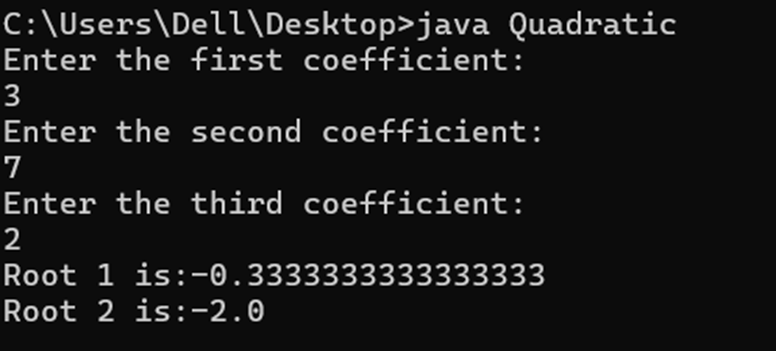 C:\Users\Dell\Desktop>java Quadratic
Enter the first coefficient:
3
Enter the second coefficient:
7
Enter the third coefficient:
2
Root 1 is:-0.3333333333333333
Root 2 is:-2.0